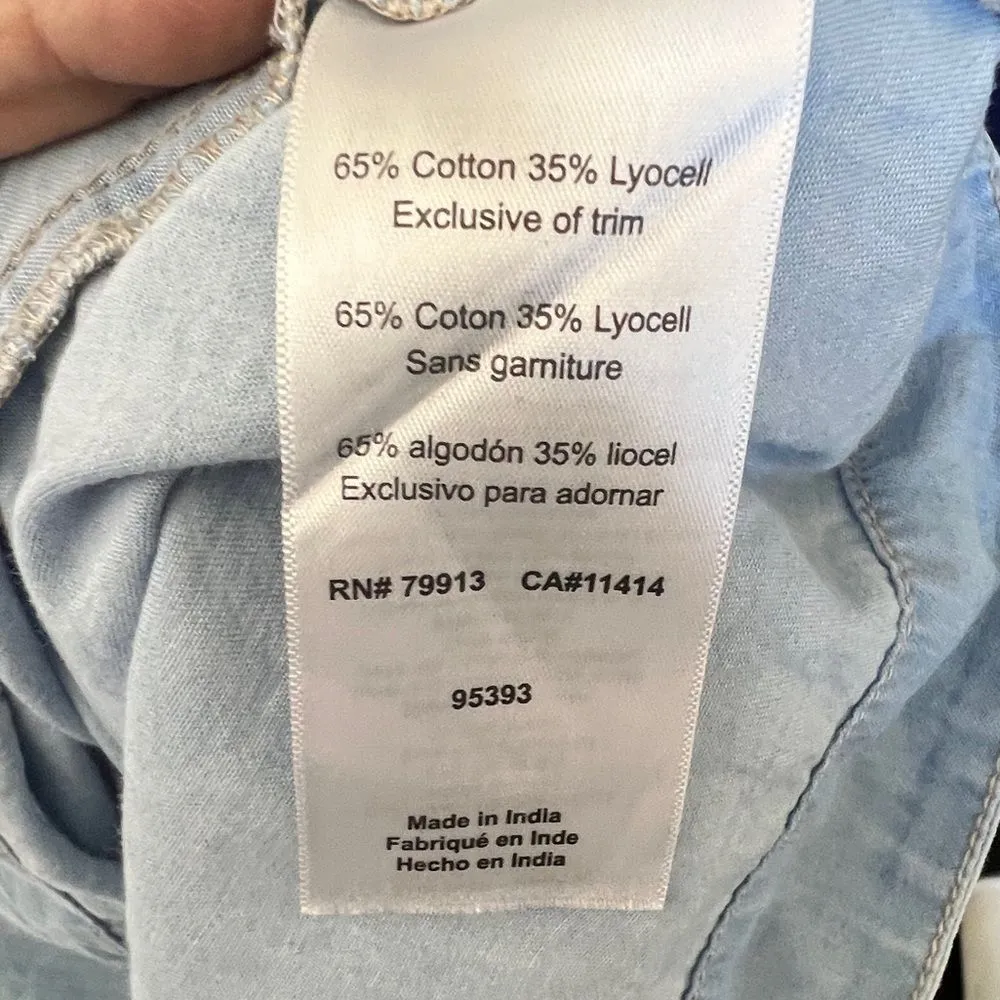 65% Cotton 35% Lyocell
Exclusive of trim
65% Coton 35% Lyocell
Sans garniture
65% algodón 35% liocel
Exclusivo para adornar
RN# 79913 CA#11414
95393
Made in India
Fabriqué en Inde
Hecho en India